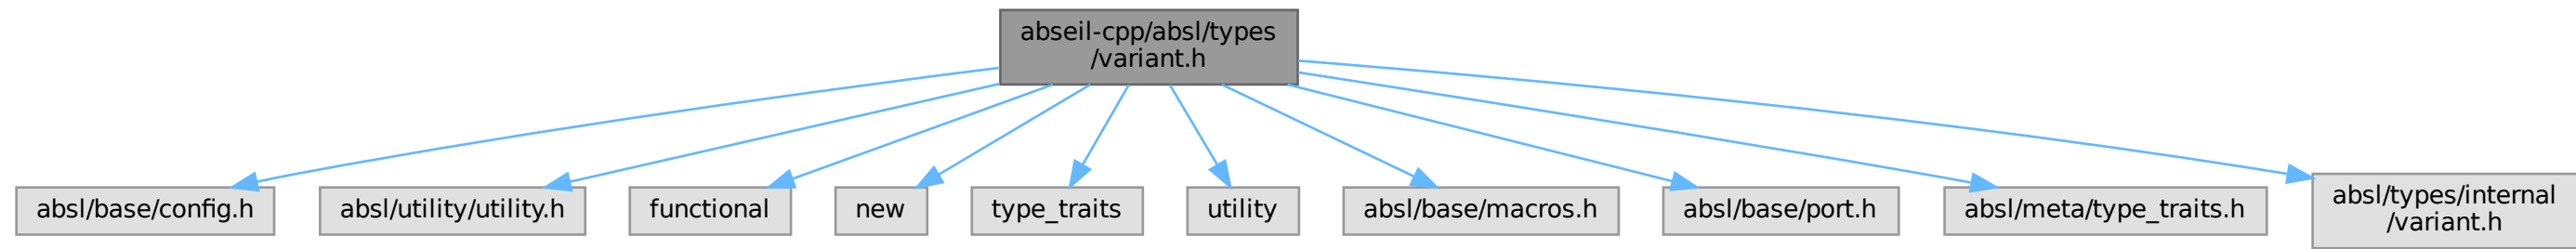 abseil-cpp/absl/types
/variant.h
absl/base/config.h
absl/utility/utility.h
functional
new
type_traits
utility
absl/base/macros.h
absl/base/port.h
absl/meta/type_traits.h
absl/types/internal
/variant.h